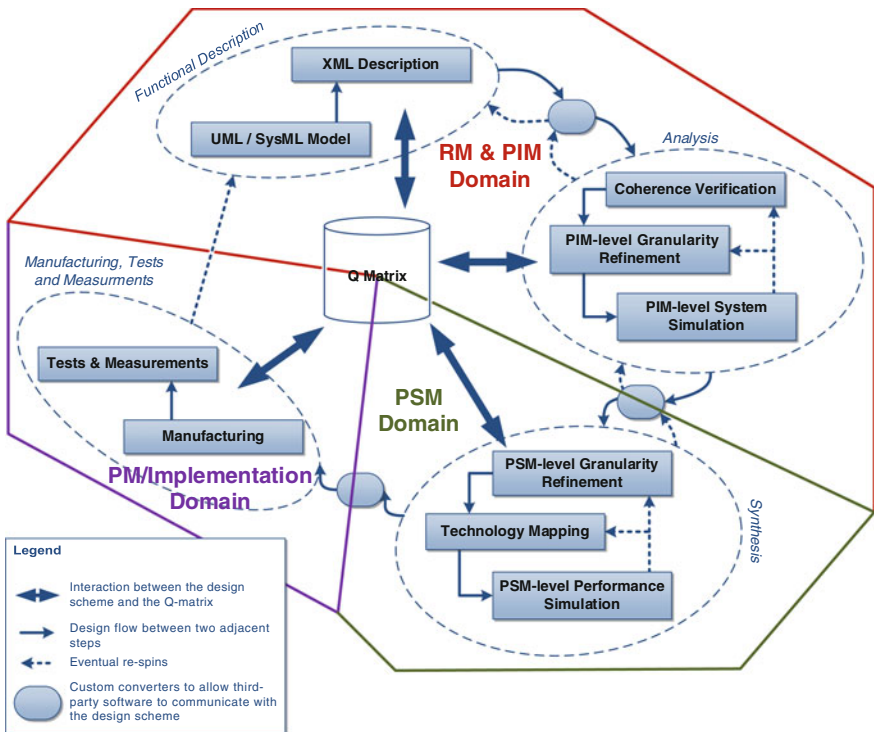 Functional Description
XML Description
UML / SysML Model
RM & PIM
Domain
Analysis
Coherence Verification
PIM-level Granularity
Refinement
PIM-level System
Simulation
Q Matrix
Manufacturing, Tests
and Measurments
Tests & Measurements
Manufacturing
PM/Implementation
Domain
PSM
Domain
PSM-level Granularity
Refinement
Technology Mapping
PSM-level Performance
Simulation
Synthesis
Legend
Interaction between the design
scheme and the Q-matrix
Design flow between two adjacent
steps
Eventual re-spins
Custom converters to allow third-
party software to communicate with
the design scheme